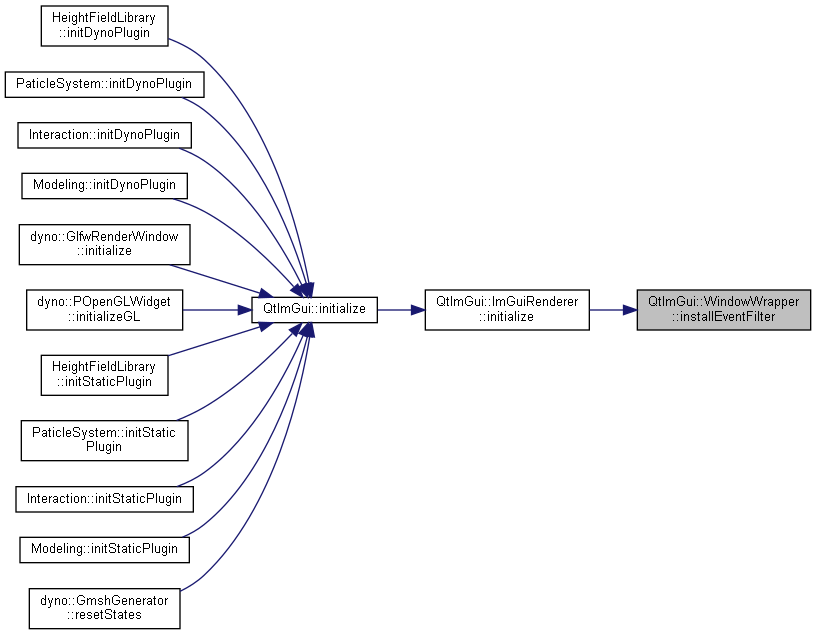 HeightFieldLibrary
::initDynoPlugin
PaticleSystem::initDynoPlugin
Interaction::initDynoPlugin
Modeling::initDynoPlugin
dyno::GlfwRenderWindow
::initialize
dyno::POpenGLWidget
::initializeGL
HeightFieldLibrary
::initStaticPlugin
PaticleSystem::initStatic
Plugin
Interaction::initStaticPlugin
Modeling::initStaticPlugin
dyno::GmshGenerator
::resetStates
QtImGui::initialize
QtImGui::ImGuiRenderer
::initialize
QtImGui::WindowWrapper
::installEventFilter